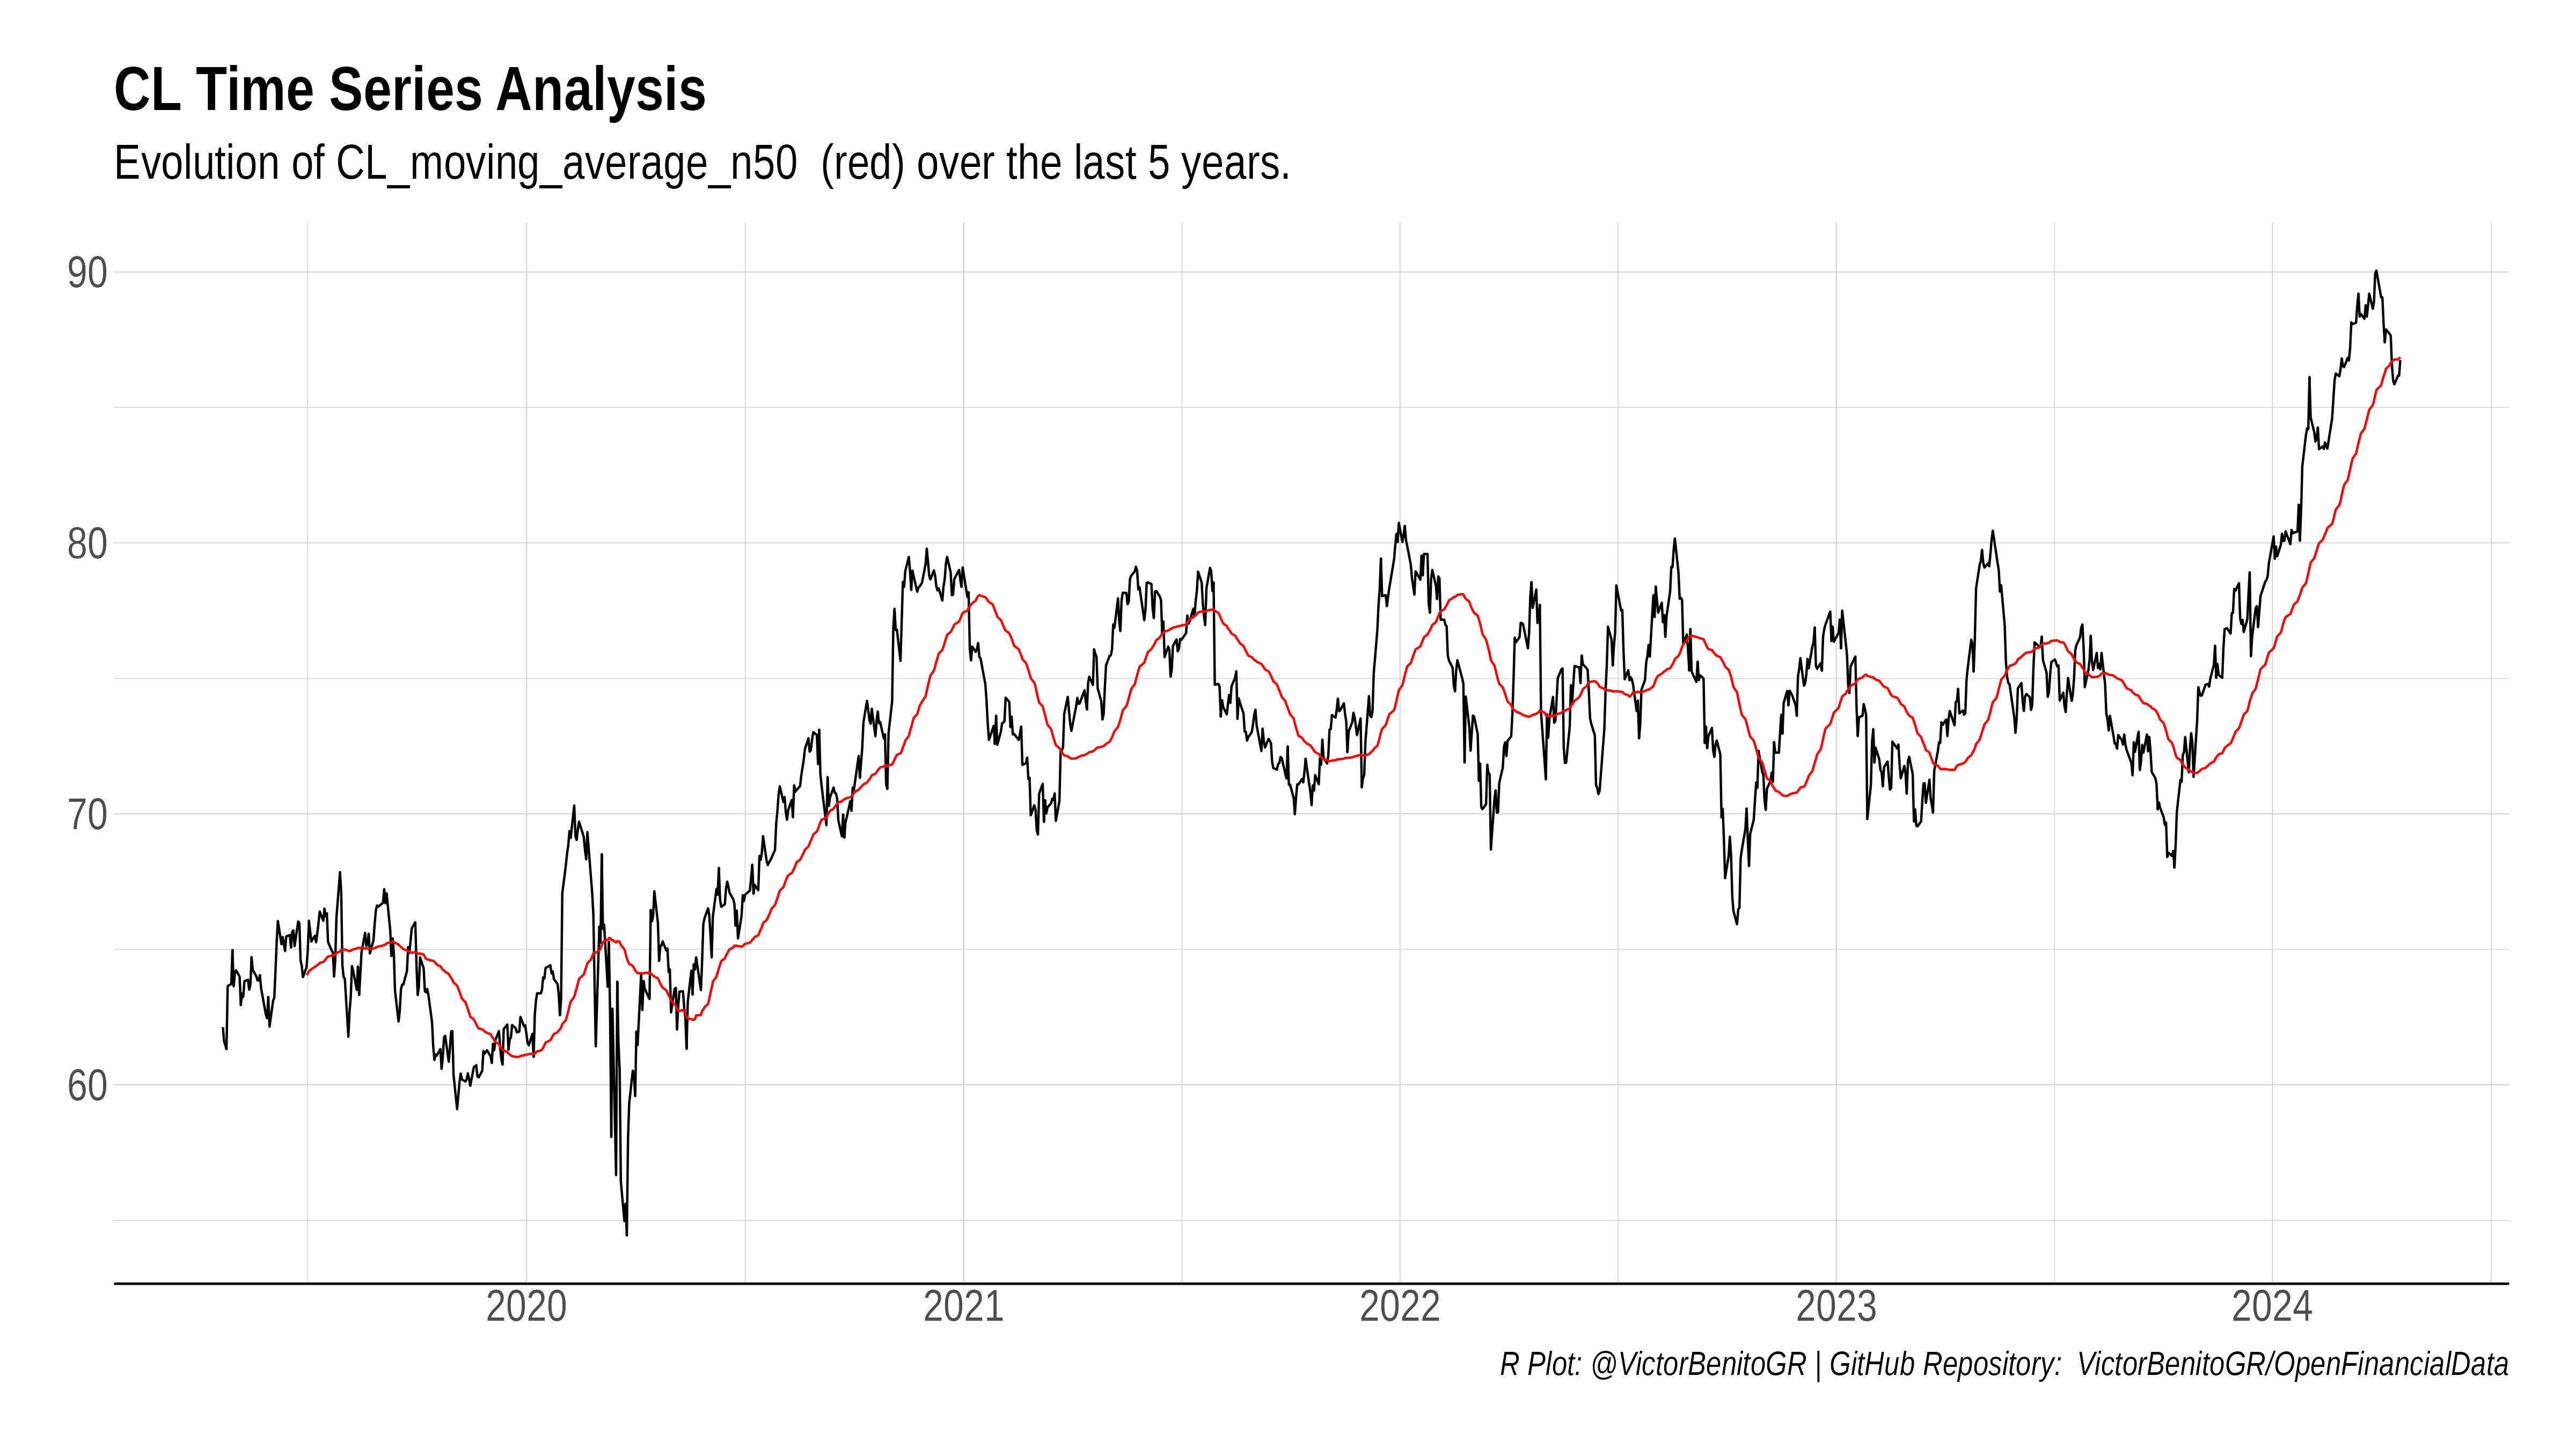 CL Time Series Analysis
Evolution of CL_moving_average_n50  (red) over the last 5 years.
90
80
70
60
2020 2021 2022 2023 2024
R Plot: @VictorBenitoGR | GitHub Repository:  VictorBenitoGR/OpenFinancialData